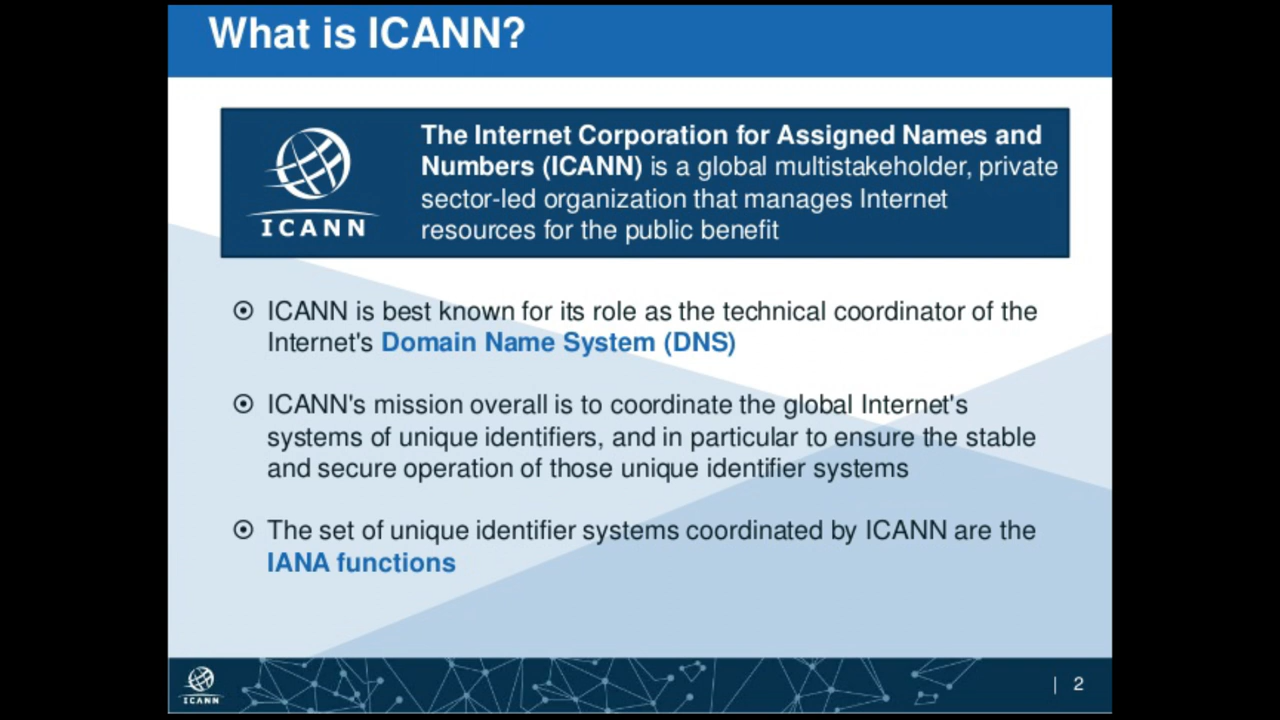 What is ICANN?
The Internet Corporation for Assigned Names and
Numbers (ICANN) is a global multistakeholder, private
sector-led organization that manages Internet
resources for the public benefit
ICANN
ICANN is best known for its role as the technical coordinator of the
Internet's Domain Name System (DNS)
ICANN's mission overall is to coordinate the global Internet's
systems of unique identifiers, and in particular to ensure the stable
and secure operation of those unique identifier systems
The set of unique identifier systems coordinated by ICANN are the
IANA functions
ICANN
| 2